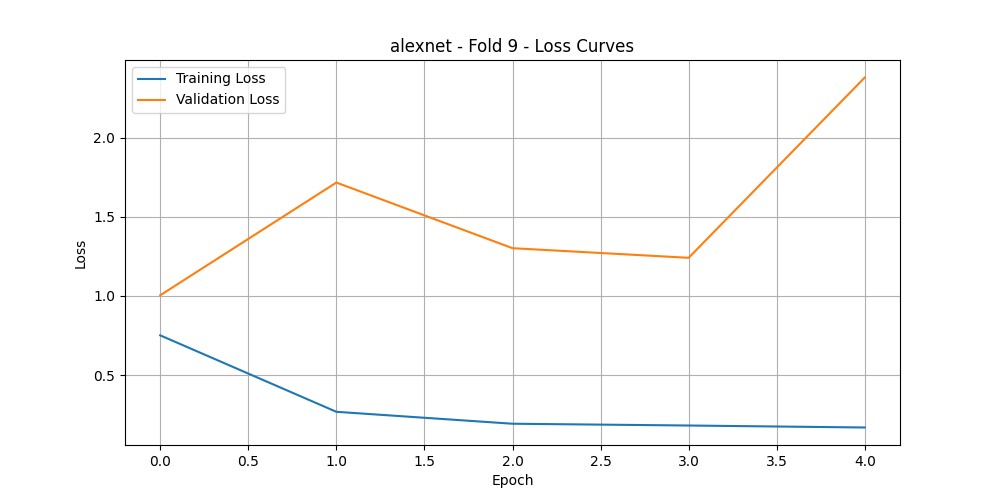 alexnet - Fold 9 - Loss Curves
Training Loss
Validation Loss
2.0
1.5
1.0
0.5
Loss
0.0 0.5 1.0 1.5 2.0 2.5 3.0 3.5 4.0
Epoch